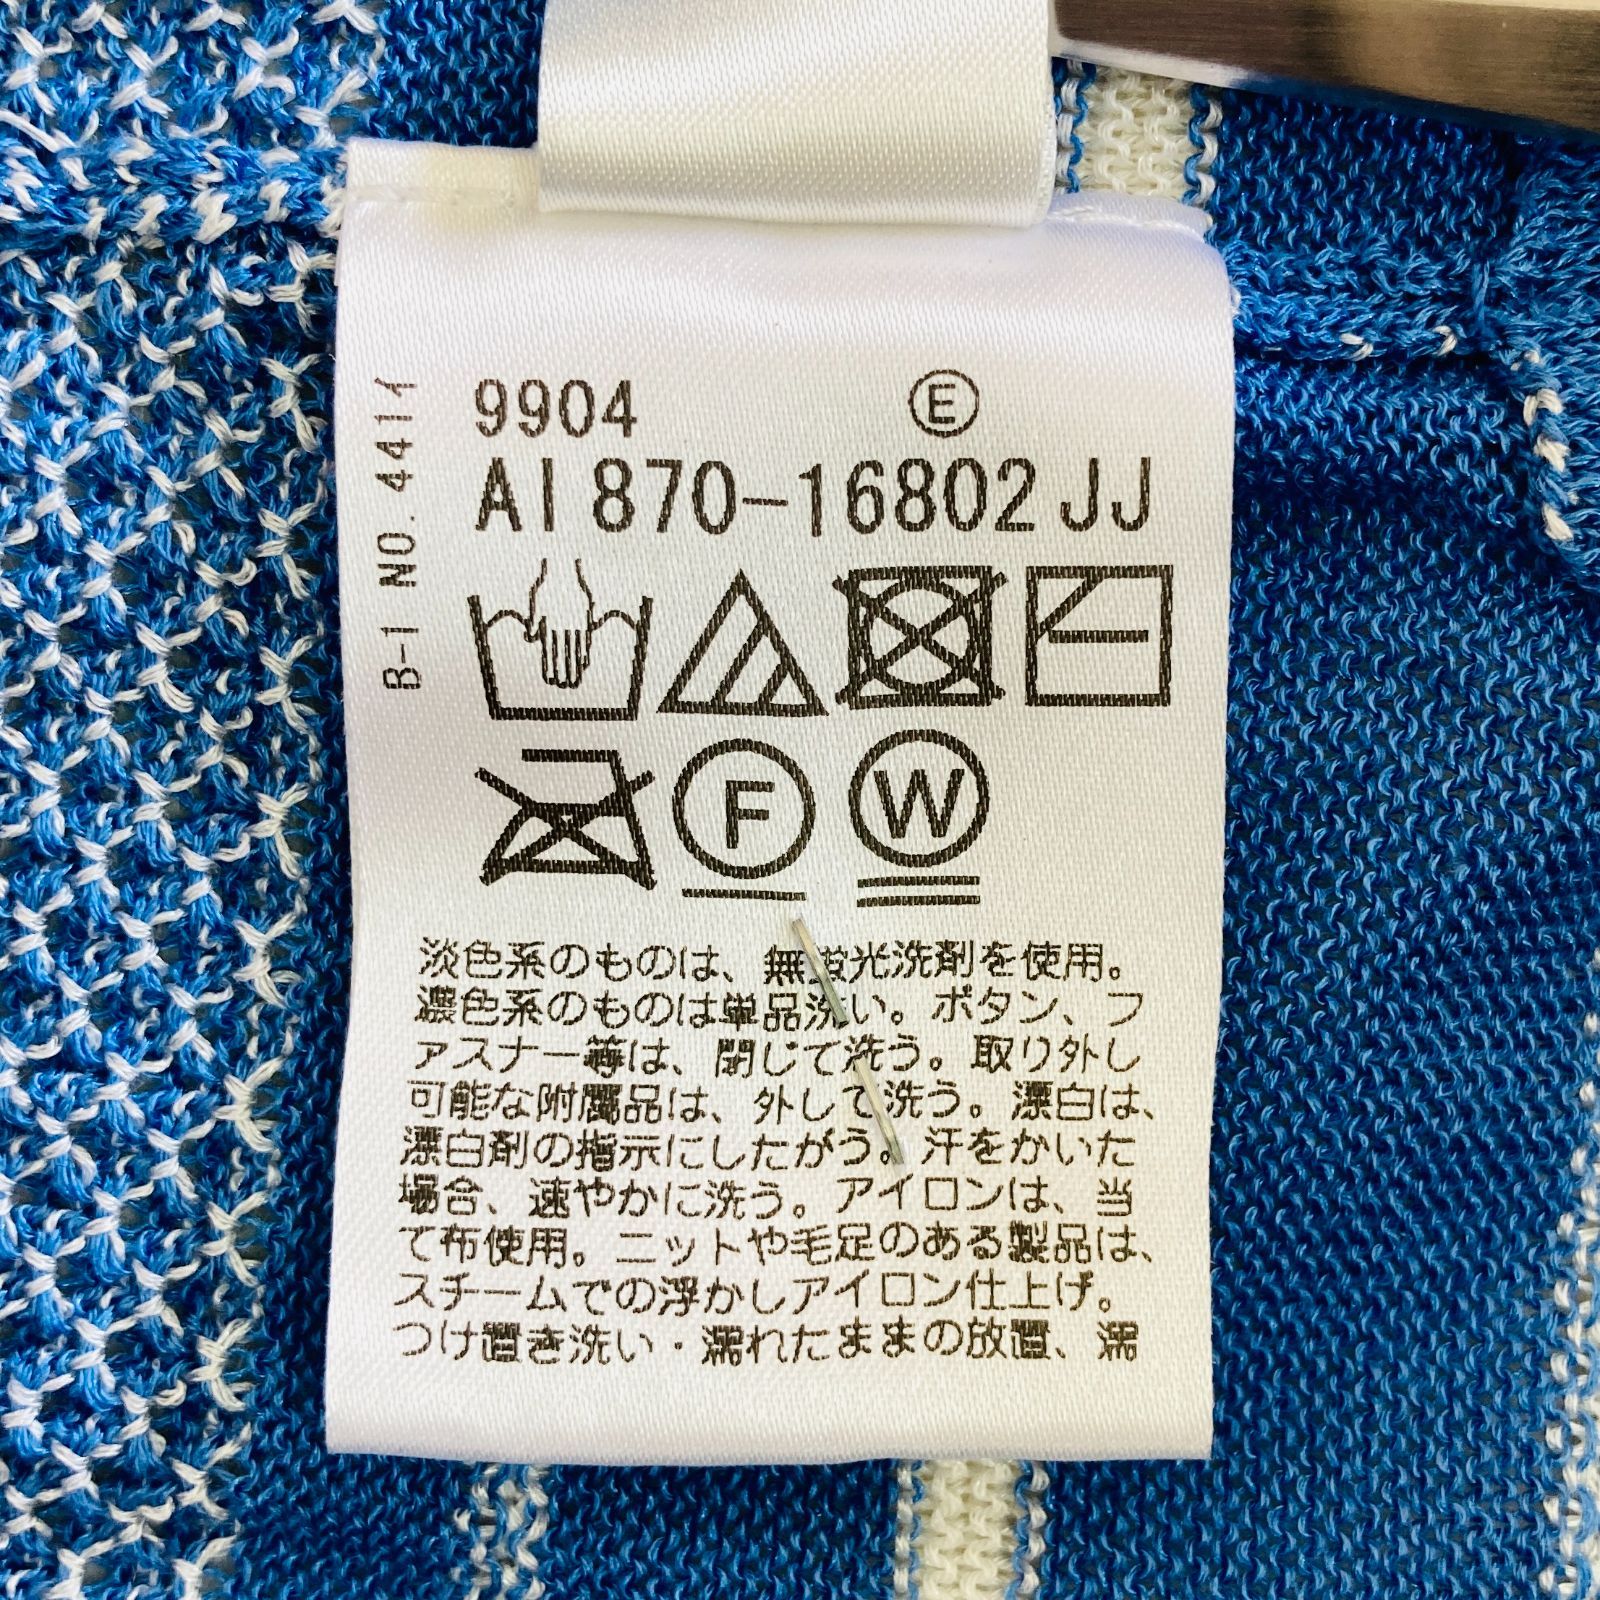 9904 Ⓔ
AI 870-16802 JJ
B-1 NO.441イ
F W
淡色系のものは、無蛍光洗剤を使用。
濃色系のものは単品洗い。ボタン、フ
ァスナー等は、閉じて洗う。取り外し
可能な附属品は、外して洗う。漂白は、
漂白剤の指示にしたがう。汗をかいた
場合、速やかに洗う。アイロンは、当
て布使用。ニットや毛足のある製品は、
スチームでの浮かしアイロン仕上げ。
つけ置き洗い・濡れたままの放置、濡